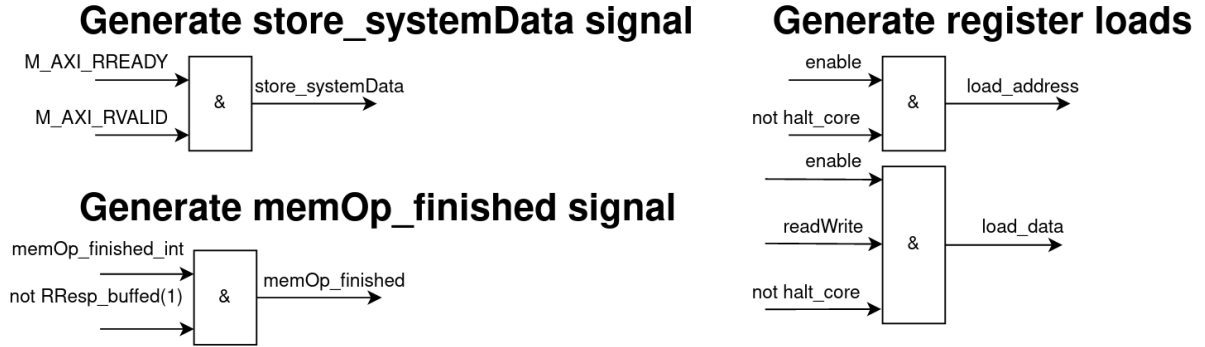 Generate store_systemData signal
M_AXI_RREADY
&
store_systemData
M_AXI_RVALID
Generate memOp_finished signal
memOp_finished_int
not RResp_buffed(1)
&
memOp_finished
Generate register loads
enable
&
load_address
not halt_core
enable
readWrite
&
load_data
not halt_core